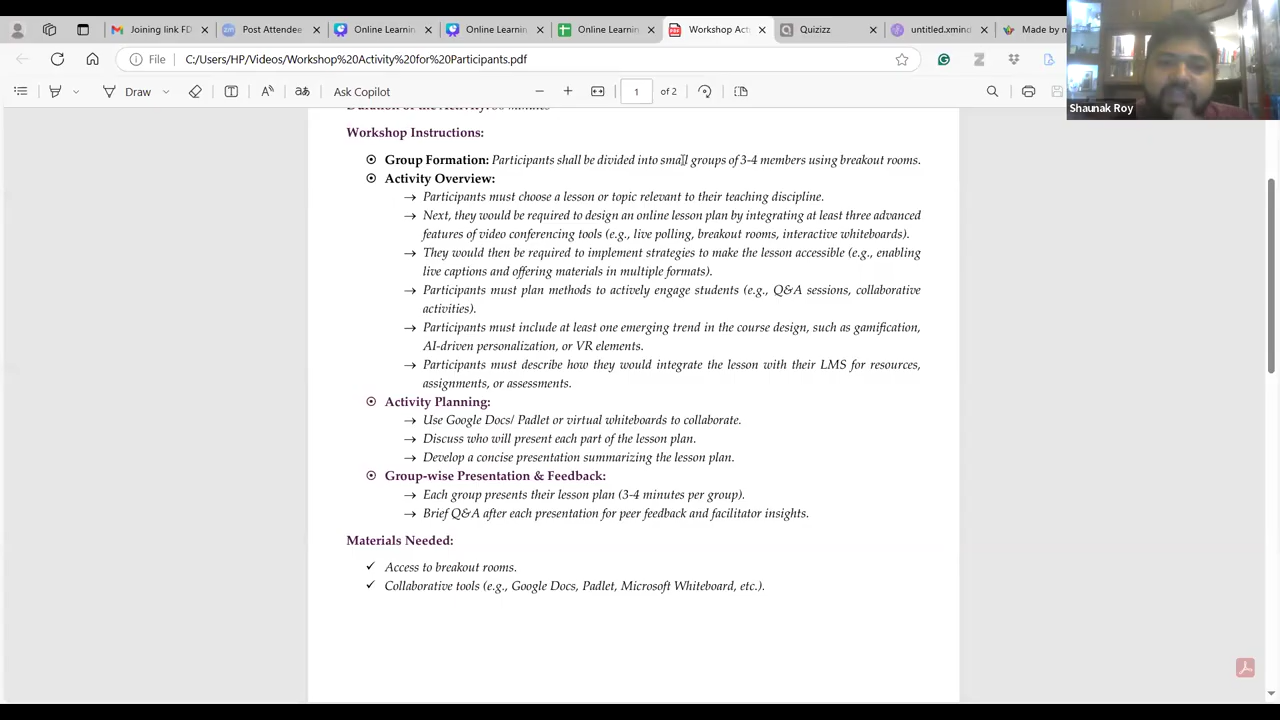 Joining link FD
Post Attendee
Online Learnin
Online Learnin
Online Learnin
Workshop Act
Quizizz
untitled.xmind
Made by
File
C:/Users/HP/Videos/Workshop%20Activity%20for%20Participants.pdf
Draw
Ask Copilot
1 of 2
Shaunak Roy
Duration of the Activity:
Workshop Instructions:
Group Formation: Participants shall be divided into small groups of 3-4 members using breakout rooms.
Activity Overview:
→ Participants must choose a lesson or topic relevant to their teaching discipline.
→ Next, they would be required to design an online lesson plan by integrating at least three advanced
features of video conferencing tools (e.g., live polling, breakout rooms, interactive whiteboards).
→ They would then be required to implement strategies to make the lesson accessible (e.g., enabling
live captions and offering materials in multiple formats).
→ Participants must plan methods to actively engage students (e.g., Q&A sessions, collaborative
activities).
→ Participants must include at least one emerging trend in the course design, such as gamification,
AI-driven personalization, or VR elements.
→ Participants must describe how they would integrate the lesson with their LMS for resources,
assignments, or assessments.
Activity Planning:
→ Use Google Docs/ Padlet or virtual whiteboards to collaborate.
→ Discuss who will present each part of the lesson plan.
→ Develop a concise presentation summarizing the lesson plan.
Group-wise Presentation & Feedback:
→ Each group presents their lesson plan (3-4 minutes per group).
→ Brief Q&A after each presentation for peer feedback and facilitator insights.
Materials Needed:
✓ Access to breakout rooms.
✓ Collaborative tools (e.g., Google Docs, Padlet, Microsoft Whiteboard, etc.).